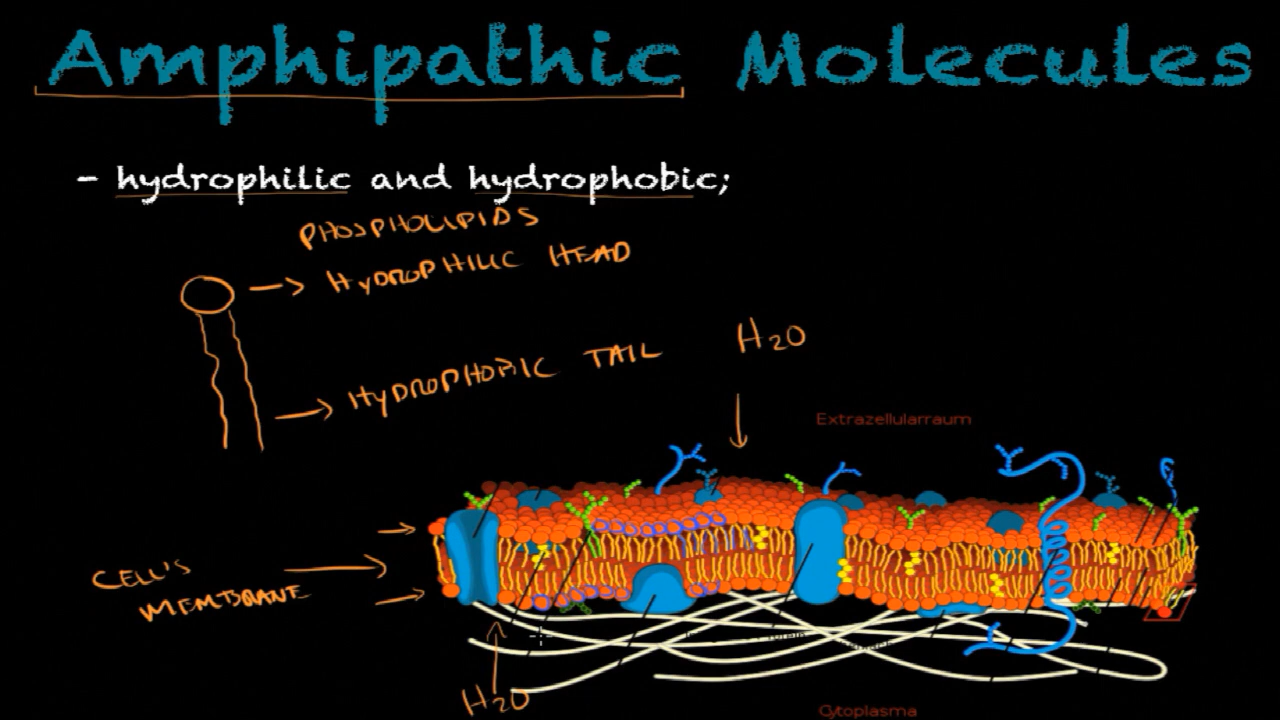 Amphipathic Molecules
- hydrophilic and hydrophobic;
PHOSPHOLIPIDS
HYDROPHILIC HEAD
HYDROPHOBIC TAIL
H2O
Extrazellularraum
CELL'S
MEMBRANE
H2O
Cytoplasma